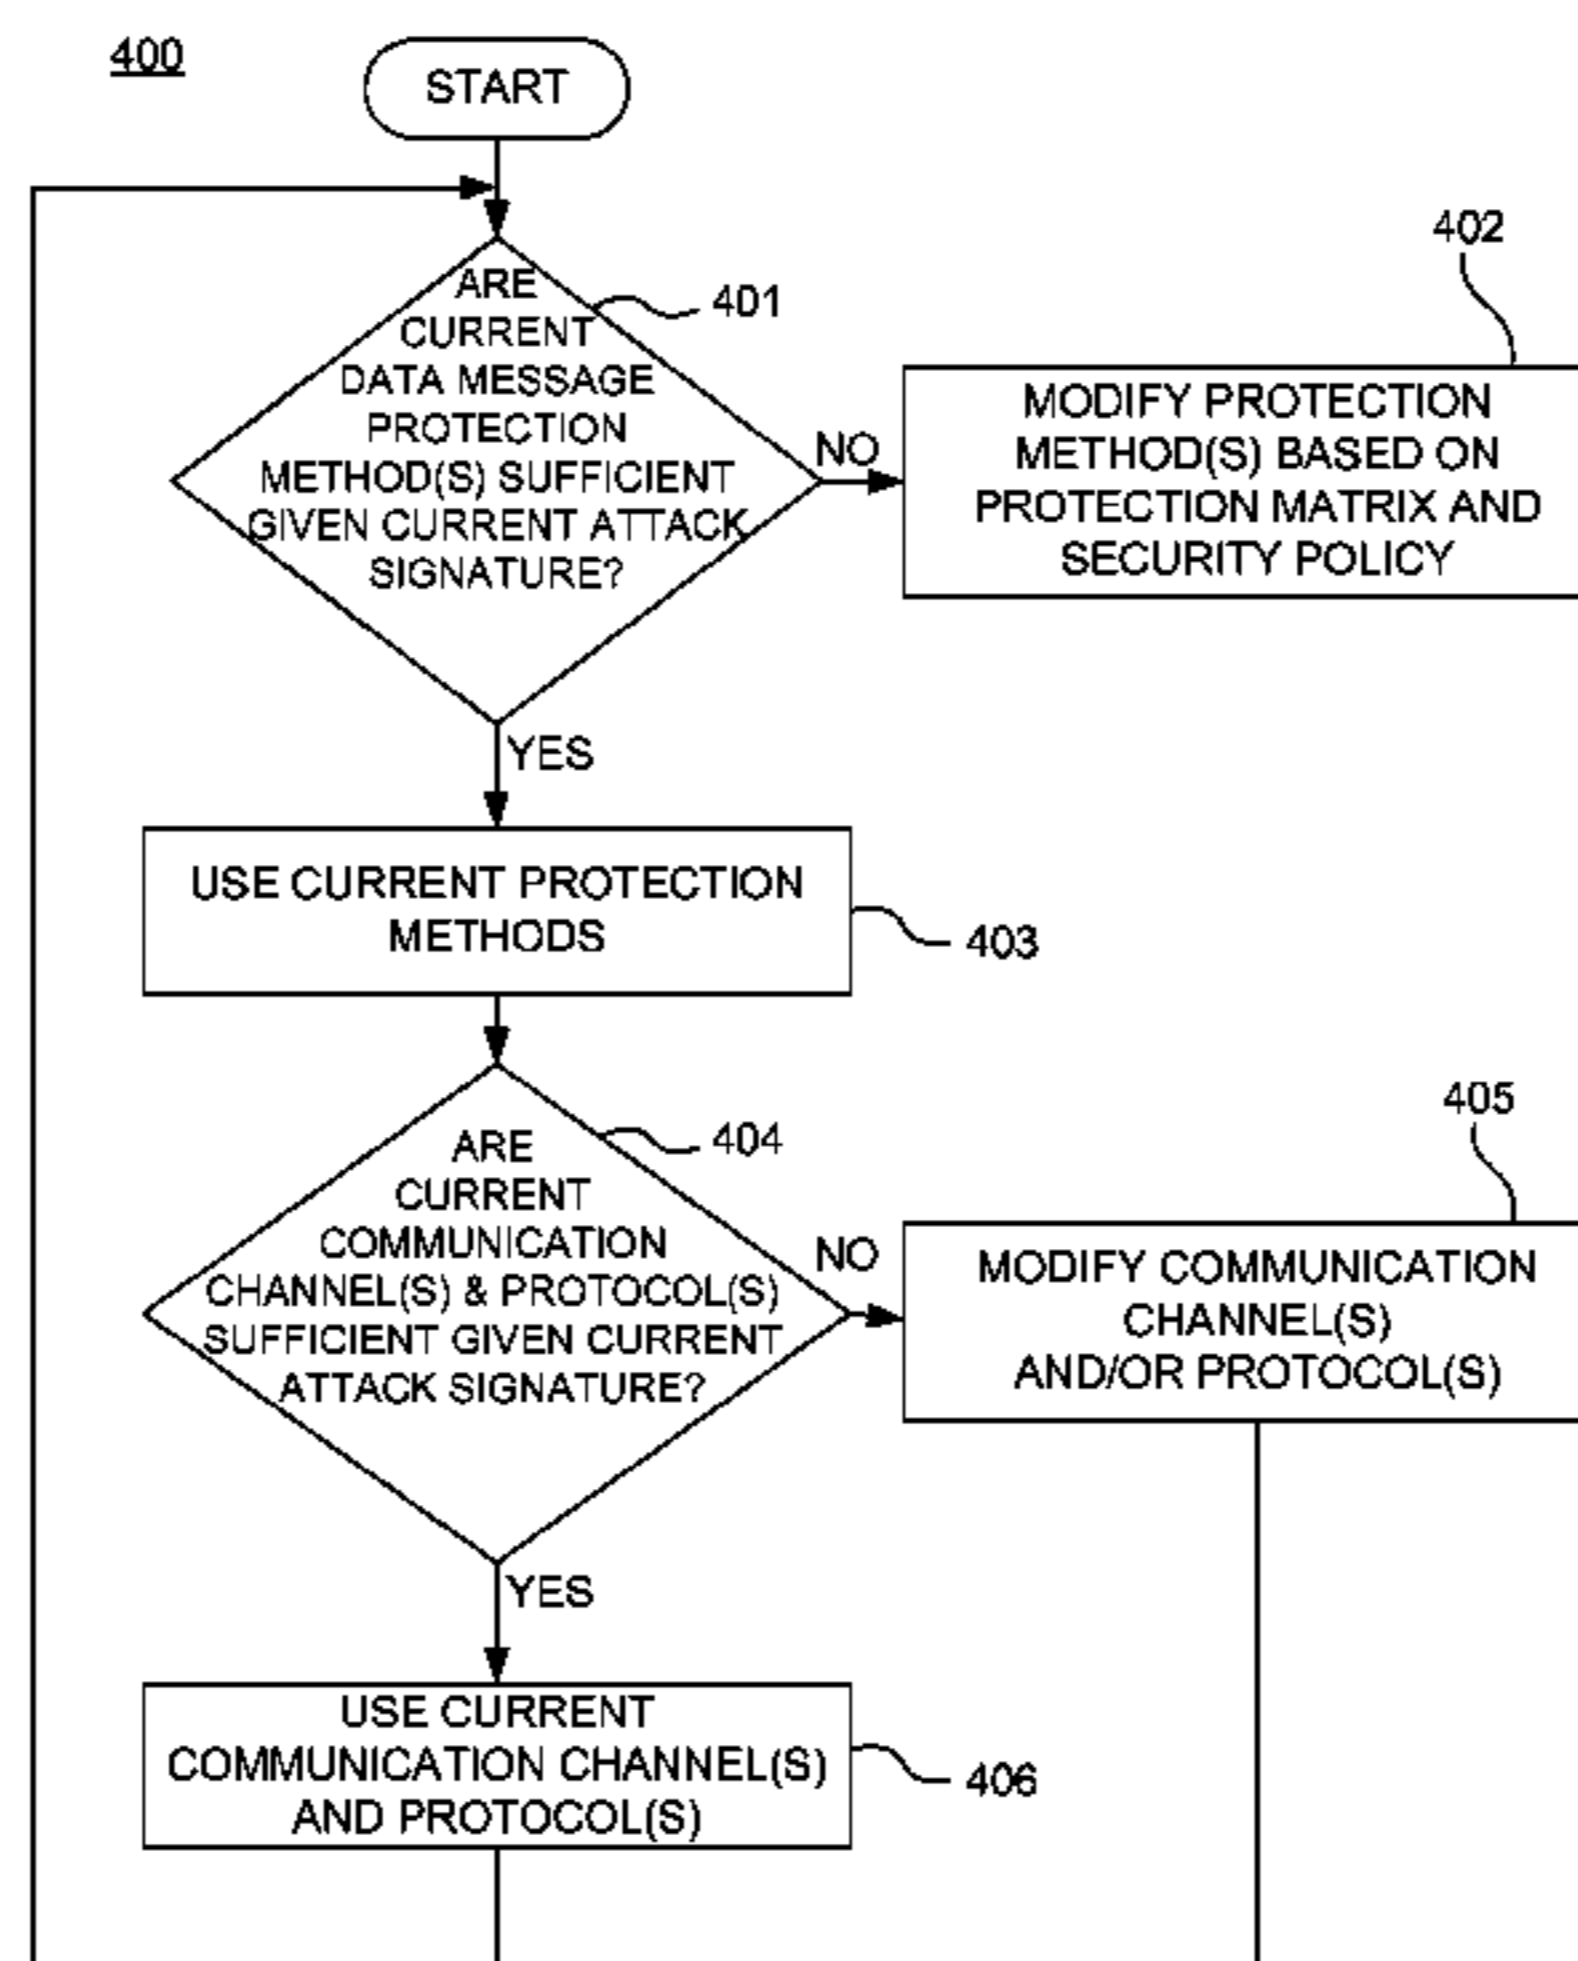 400
START
ARE
CURRENT
DATA MESSAGE
PROTECTION
METHOD(S) SUFFICIENT
GIVEN CURRENT ATTACK
SIGNATURE?
401
NO
402
MODIFY PROTECTION
METHOD(S) BASED ON
PROTECTION MATRIX AND
SECURITY POLICY
YES
USE CURRENT PROTECTION
METHODS
403
ARE
CURRENT
COMMUNICATION
CHANNEL(S) & PROTOCOL(S)
SUFFICIENT GIVEN CURRENT
ATTACK SIGNATURE?
404
NO
405
MODIFY COMMUNICATION
CHANNEL(S)
AND/OR PROTOCOL(S)
YES
USE CURRENT
COMMUNICATION CHANNEL(S)
AND PROTOCOL(S)
406